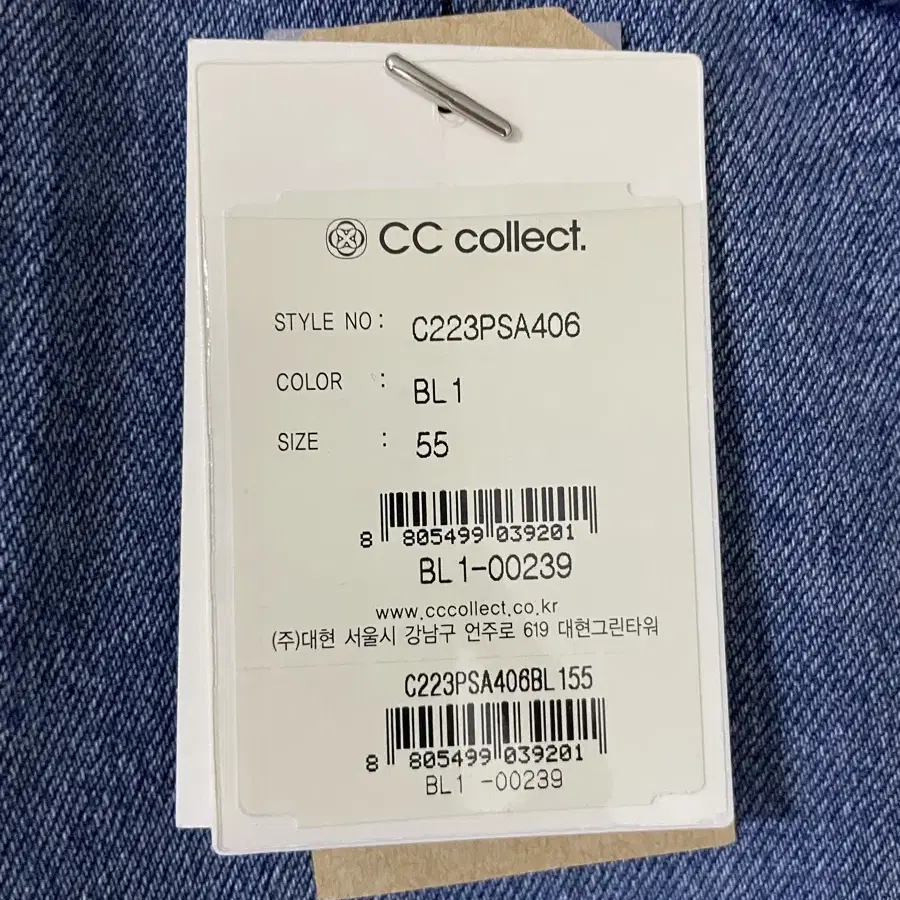 CC collect.
STYLE NO: C223PSA406
COLOR : BL1
SIZE : 55
8 805499 039201
BL1-00239
www.cccollect.co.kr
(주)대현 서울시 강남구 언주로 619 대현그린타워
C223PSA406BL155
8 805499 039201
BL1 -00239